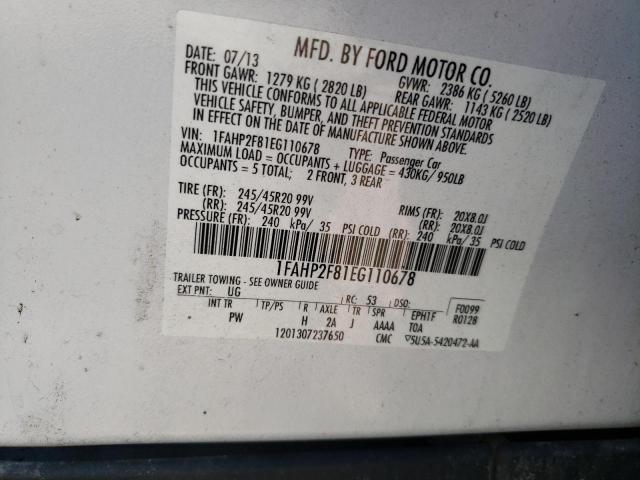 MFD. BY FORD MOTOR CO.
DATE: 07/13 GVWR: 2386 KG (5260 LB)
FRONT GAWR: 1279 KG (2820 LB) REAR GAWR: 1143 KG (2520 LB)
THIS VEHICLE CONFORMS TO ALL APPLICABLE FEDERAL MOTOR
VEHICLE SAFETY, BUMPER, AND THEFT PREVENTION STANDARDS
IN EFFECT ON THE DATE OF MANUFACTURE SHOWN ABOVE.
VIN: 1FAHP2F81EG110678 TYPE: Passenger Car
MAXIMUM LOAD = OCCUPANTS + LUGGAGE = 430KG/950LB
OCCUPANTS = 5 TOTAL; 2 FRONT, 3 REAR
TIRE (FR): 245/45R20 99V RIMS (FR): 20X8.0J
245/45R20 99V 20X8.0J
PRESSURE (FR): 240 kPa/ 35 PSI COLD (RR): 240 kPa/ 35 PSI COLD
1FAHP2F81EG110678
TRAILER TOWING - SEE OWNER GUIDE
EXT PNT: UG RC: 53 DSO: F0099
INT TR TP/PS R AXLE TR SPR EPH1F R0128
PW H 2A J AAAA TOA
1201307237650 CMC 5U5A-5420472-AA